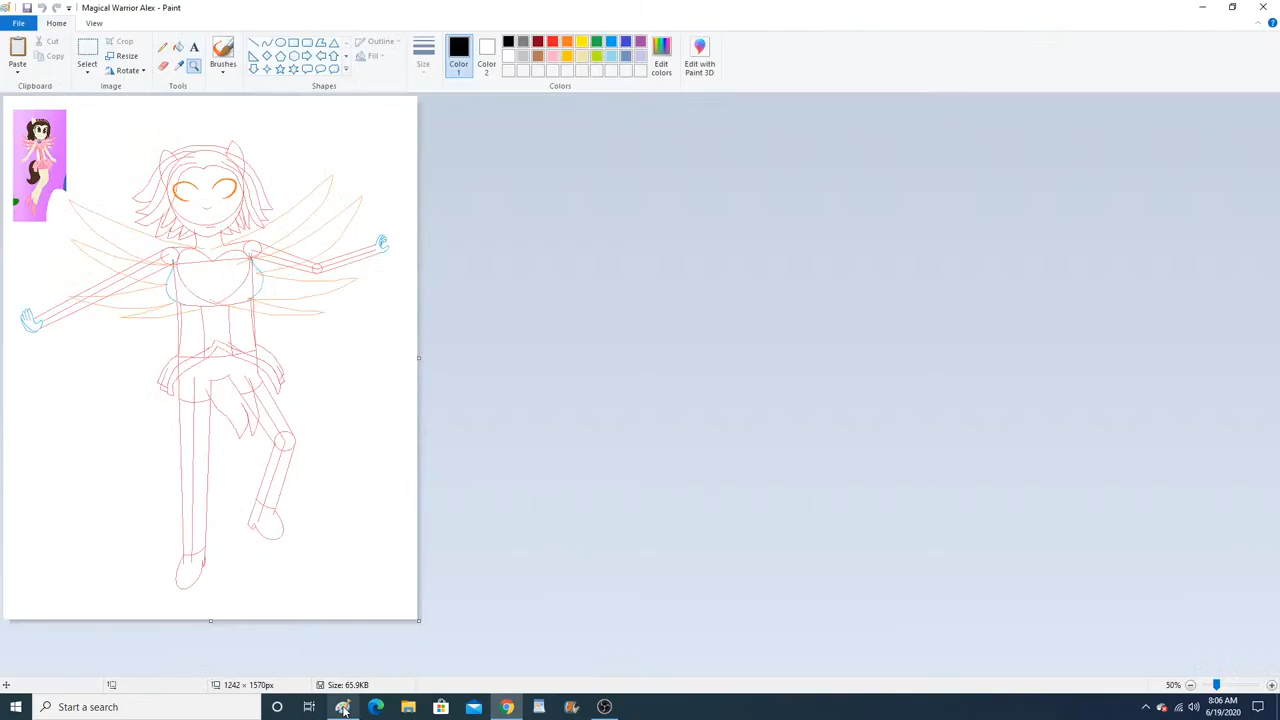 Magical Warrior Alex - Paint
File Home View
Paste
Cut
Copy
Clipboard
Select
Crop
Resize
Rotate
Image
A
Tools
Brushes
Outline
Fill
Shapes
Size
Color 1
Color 2
Edit colors
Edit with Paint 3D
Colors
1242 × 1570px
Size: 65.9KB
50%
Start a search
8:06 AM
6/19/2020